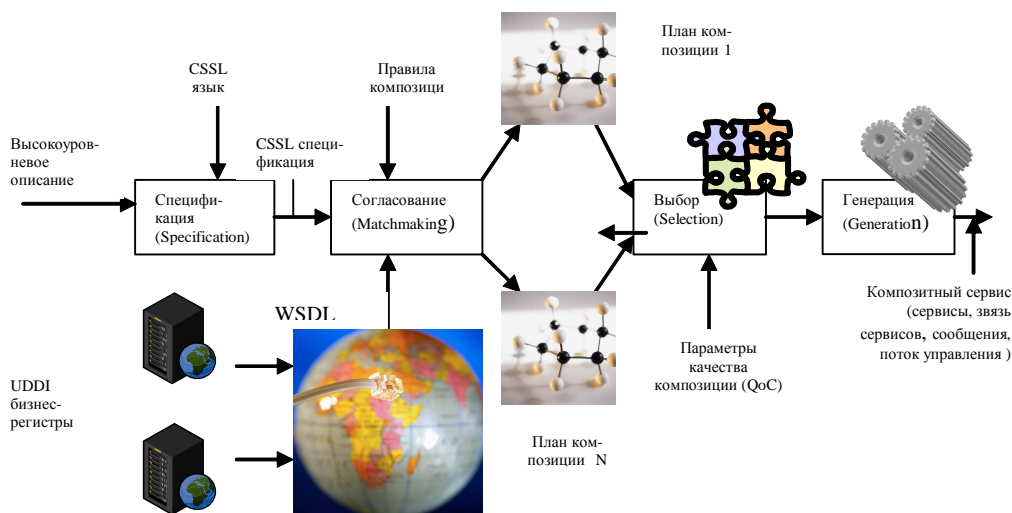 План ком-
позиции 1
CSSL
язык
Правила
композици
Высокоуров-
невое
описание
CSSL специ-
фикация
Специфи-
кация
(Specification)
Согласование
(Matchmaking)
Выбор
(Selection)
Генерация
(Generation)
WSDL
Композитный сервис
(сервисы, звязь
сервисов, сообщения,
поток управления )
Параметры
качества
композиции (QoC)
UDDI
бизнес-
регистры
План ком-
позиции N